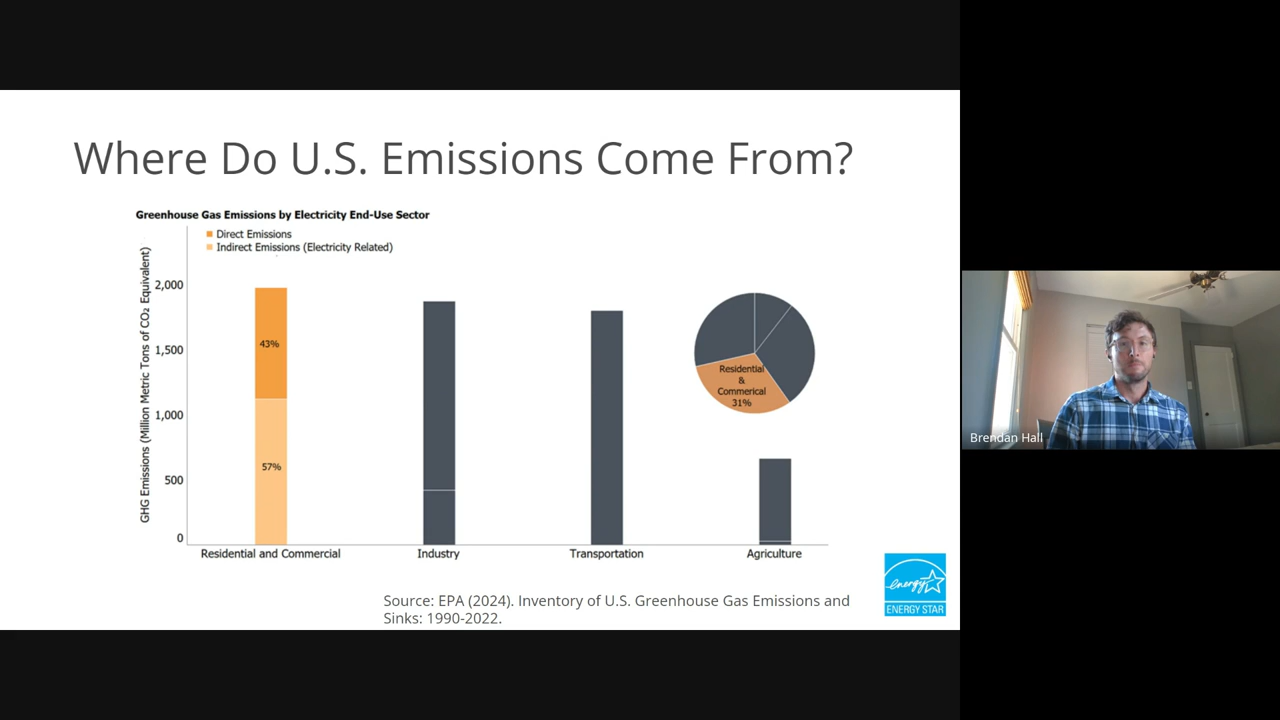 Where Do U.S. Emissions Come From?
Greenhouse Gas Emissions by Electricity End-Use Sector
Direct Emissions
Indirect Emissions (Electricity Related)
GHG Emissions (Million Metric Tons of CO₂ Equivalent)
2,000
1,500
1,000
500
0
43%
57%
Residential
&
Commerical
31%
Residential and Commercial
Industry
Transportation
Agriculture
Source: EPA (2024). Inventory of U.S. Greenhouse Gas Emissions and
Sinks: 1990-2022.
energy
ENERGY STAR
Brendan Hall